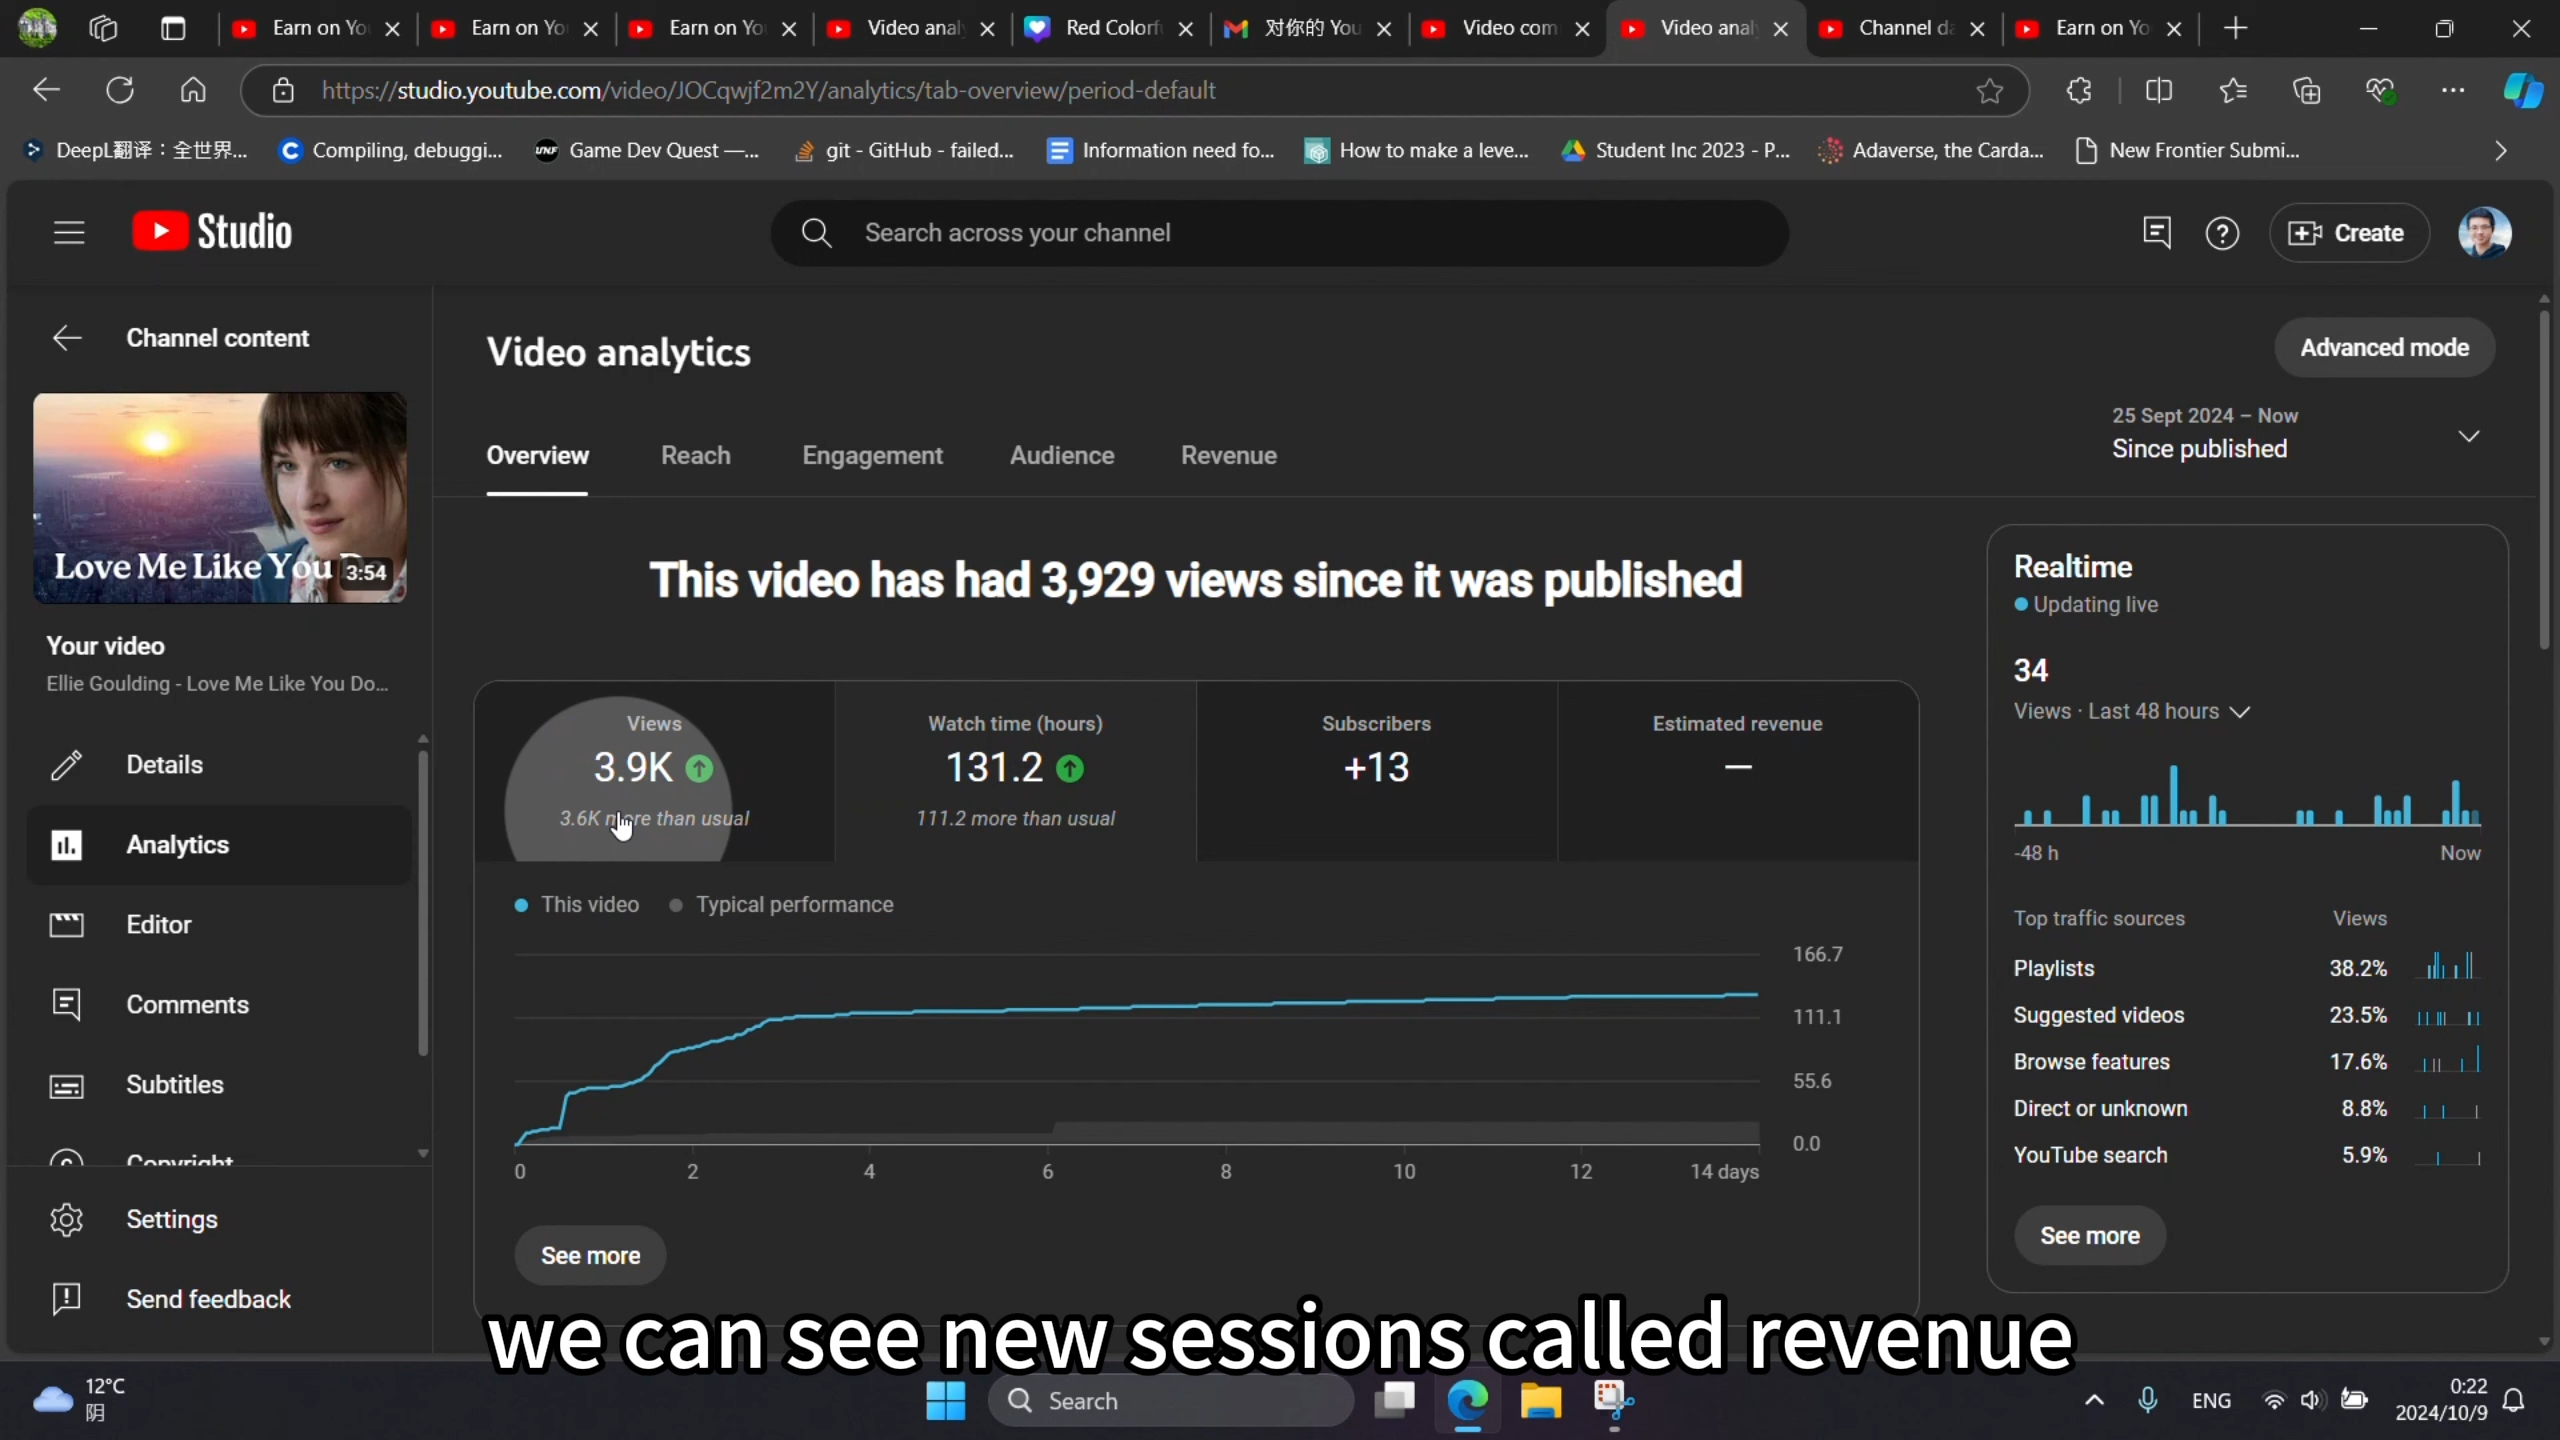 Earn on Yo
Earn on Yo
Earn on Yo
Video anal
Red Colorf
对你的 You
Video com
Video anal
Channel da
Earn on Yo
https://studio.youtube.com/video/JOCqwjf2m2Y/analytics/tab-overview/period-default
DeepL翻译：全世界...
Compiling, debuggi...
Game Dev Quest —...
git - GitHub - failed...
Information need fo...
How to make a leve...
Student Inc 2023 - P...
Adaverse, the Carda...
New Frontier Submi...
Studio
Search across your channel
Create
Channel content
Love Me Like You
3:54
Your video
Ellie Goulding - Love Me Like You Do...
Details
Analytics
Editor
Comments
Subtitles
Copyright
Settings
Send feedback
Video analytics
Advanced mode
Overview
Reach
Engagement
Audience
Revenue
25 Sept 2024 – Now
Since published
This video has had 3,929 views since it was published
Views
3.9K
3.6K more than usual
Watch time (hours)
131.2
111.2 more than usual
Subscribers
+13
Estimated revenue
—
This video
Typical performance
166.7
111.1
55.6
0.0
0
2
4
6
8
10
12
14 days
See more
Realtime
Updating live
34
Views · Last 48 hours
-48 h
Now
Top traffic sources
Views
Playlists
38.2%
Suggested videos
23.5%
Browse features
17.6%
Direct or unknown
8.8%
YouTube search
5.9%
See more
we can see new sessions called revenue
12°C
阴
Search
ENG
0:22
2024/10/9